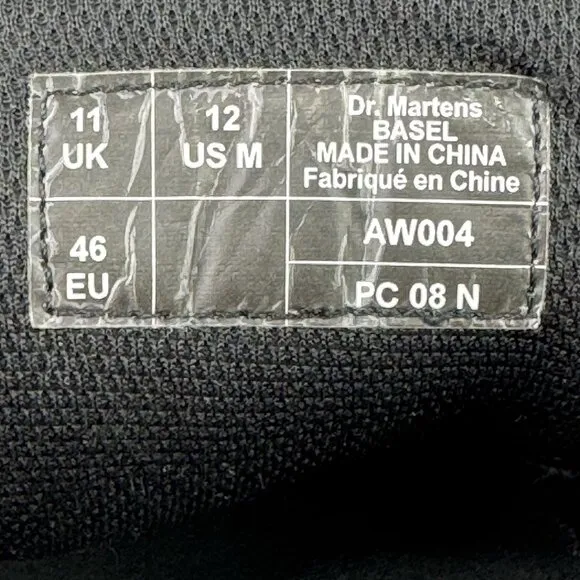 11
UK
12
US M
Dr. Martens
BASEL
MADE IN CHINA
Fabriqué en Chine
46
EU
AW004
PC 08 N